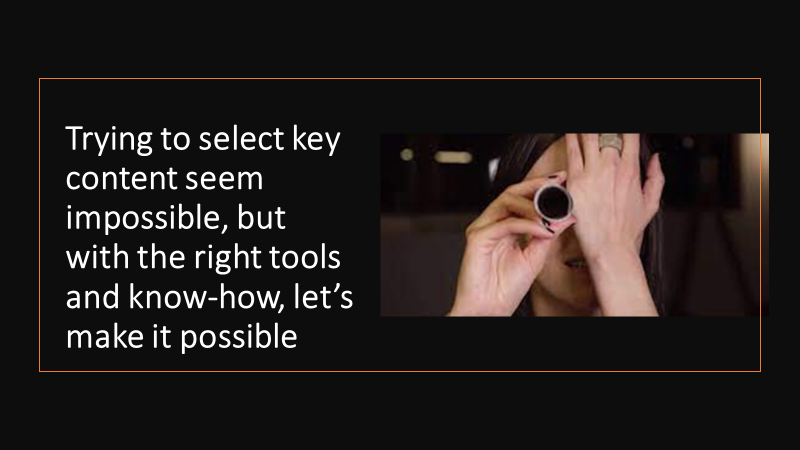 Trying to select key
content seem
impossible, but
with the right tools
and know-how, let’s
make it possible